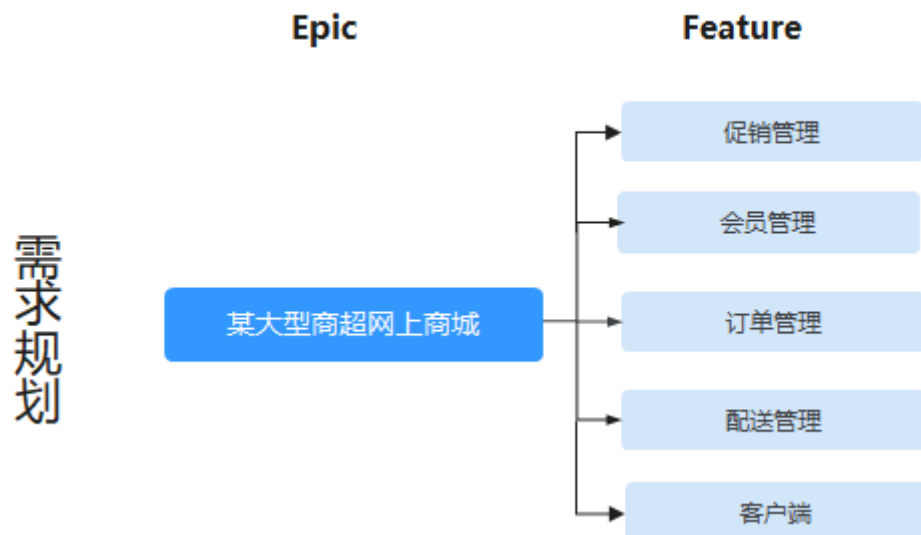 Epic
Feature
需求规划
某大型商超网上商城
促销管理
会员管理
订单管理
配送管理
客户端